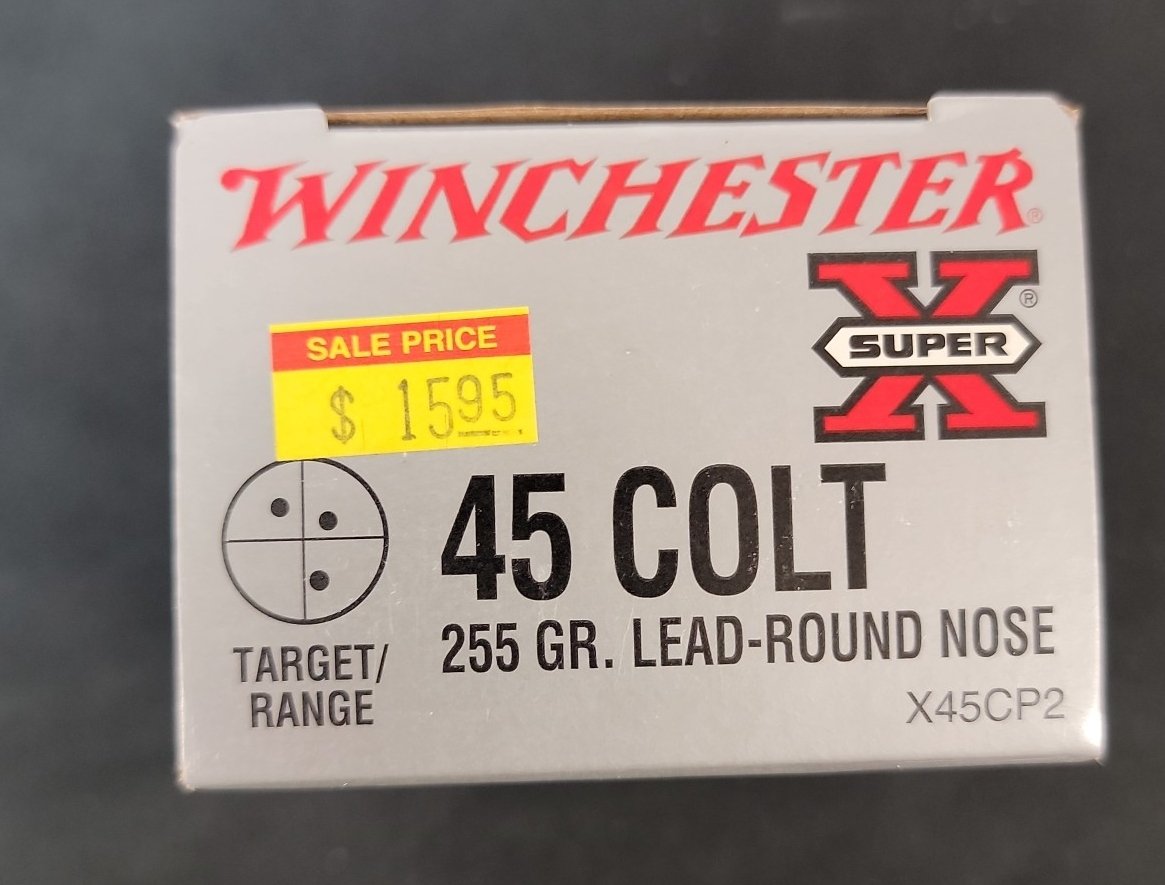 WINCHESTER®
X®
SUPER
SALE PRICE
$ 1595
45 COLT
255 GR. LEAD-ROUND NOSE
TARGET/
RANGE
X45CP2